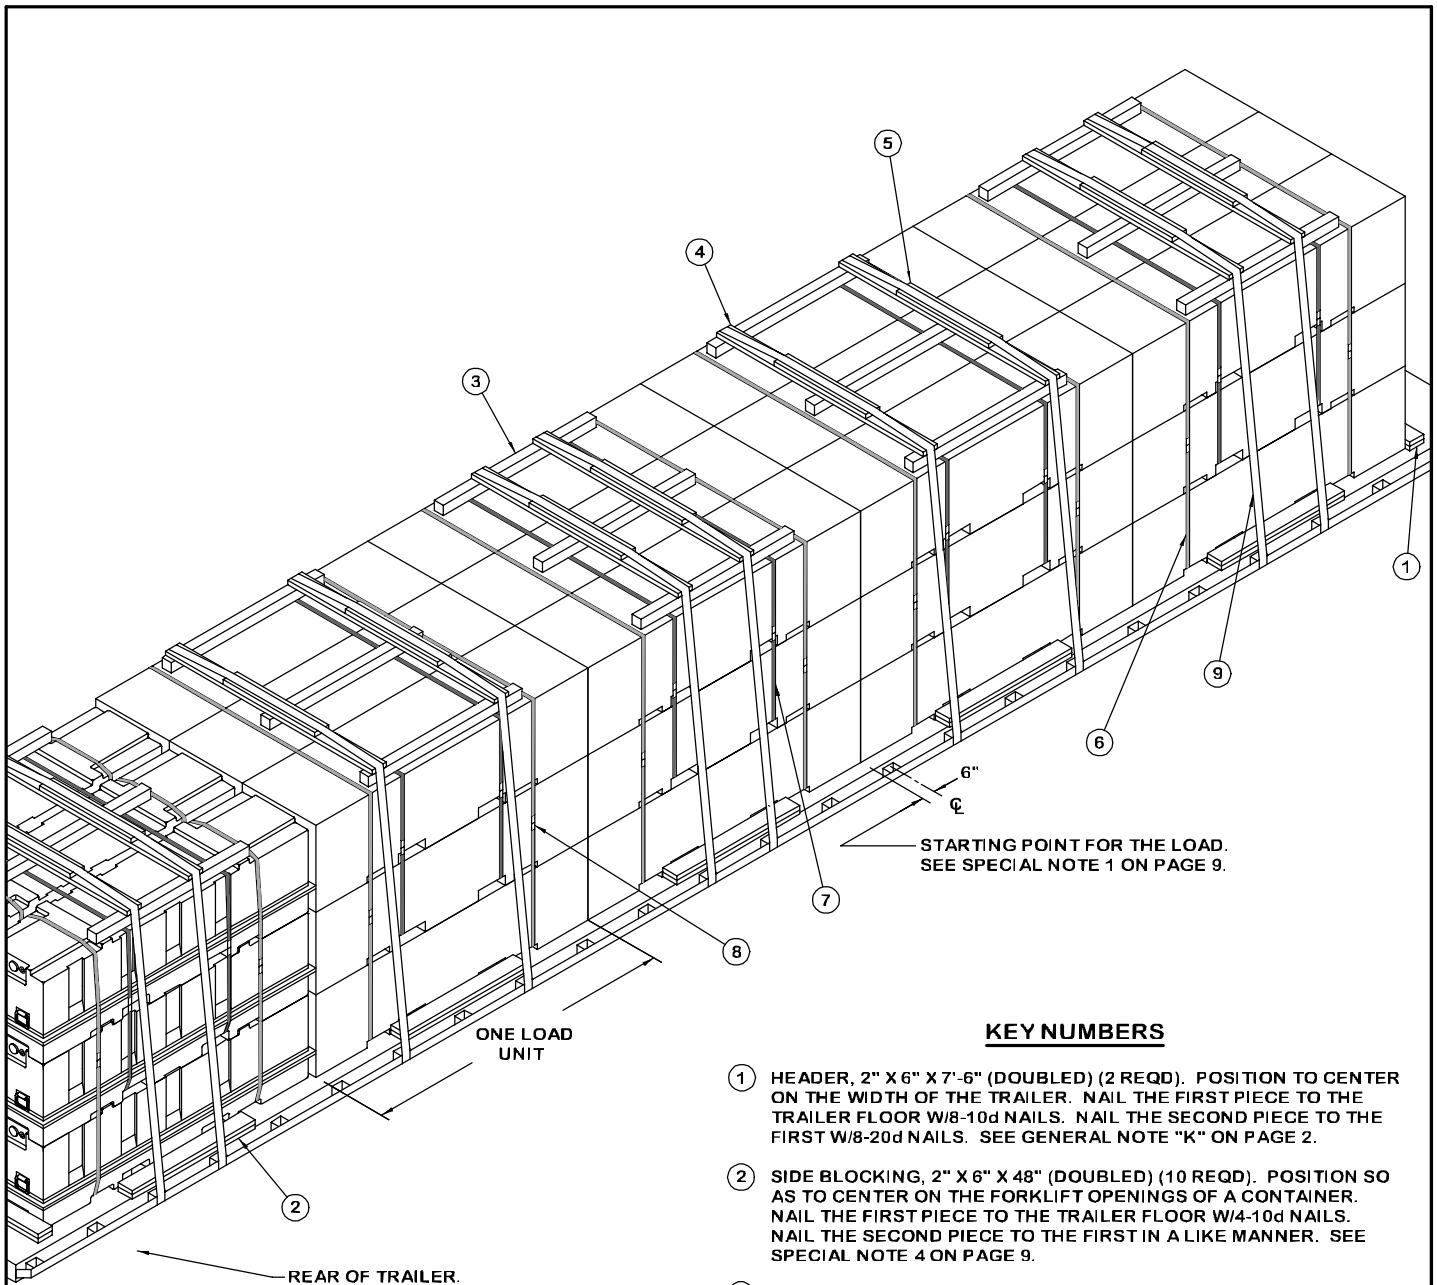 5
4
3
1
9
6
6"
℄
STARTING POINT FOR THE LOAD.
SEE SPECIAL NOTE 1 ON PAGE 9.
7
8
ONE LOAD
UNIT
2
REAR OF TRAILER.
KEY NUMBERS
1 HEADER, 2" X 6" X 7'-6" (DOUBLED) (2 REQD). POSITION TO CENTER
ON THE WIDTH OF THE TRAILER. NAIL THE FIRST PIECE TO THE
TRAILER FLOOR W/8-10d NAILS. NAIL THE SECOND PIECE TO THE
FIRST W/8-20d NAILS. SEE GENERAL NOTE "K" ON PAGE 2.
2 SIDE BLOCKING, 2" X 6" X 48" (DOUBLED) (10 REQD). POSITION SO
AS TO CENTER ON THE FORKLIFT OPENINGS OF A CONTAINER.
NAIL THE FIRST PIECE TO THE TRAILER FLOOR W/4-10d NAILS.
NAIL THE SECOND PIECE TO THE FIRST IN A LIKE MANNER. SEE
SPECIAL NOTE 4 ON PAGE 9.